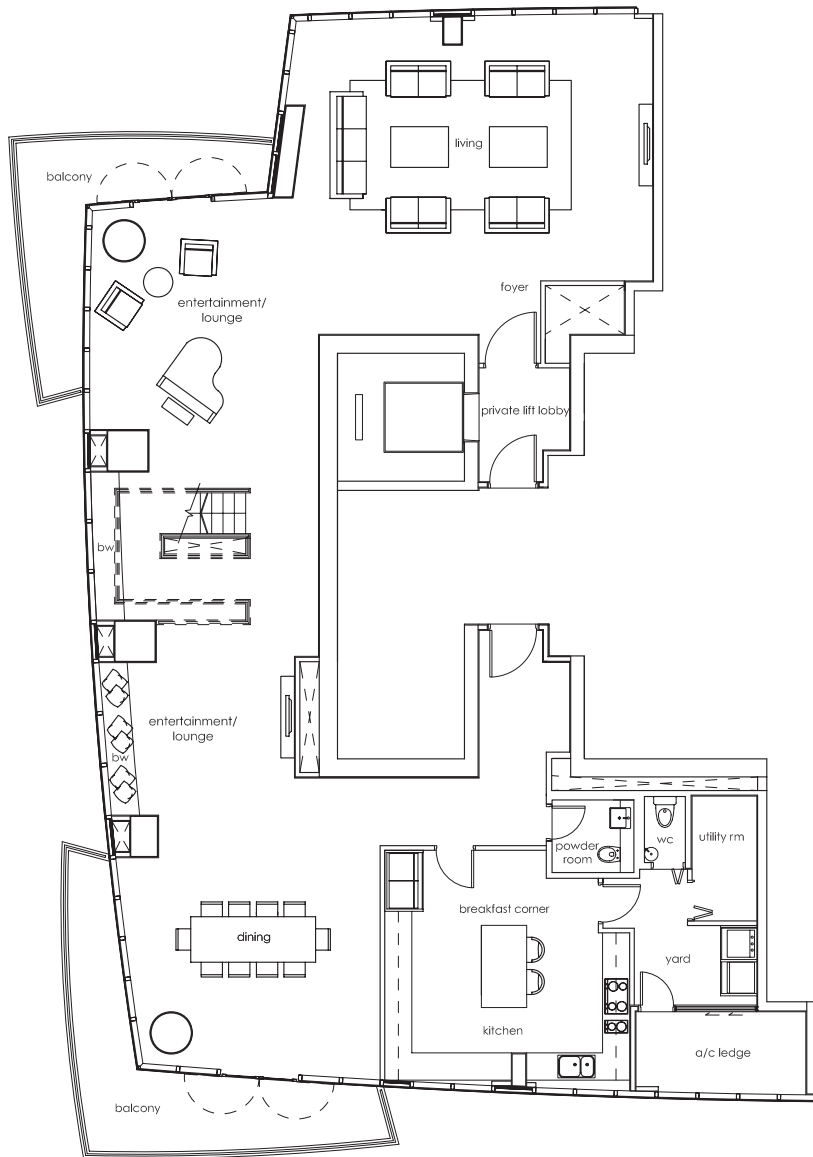 living
balcony
foyer
entertainment/
lounge
private lift lobby
bw
entertainment/
lounge
bw
powder
room
wc
utility rm
breakfast corner
dining
yard
kitchen
a/c ledge
balcony